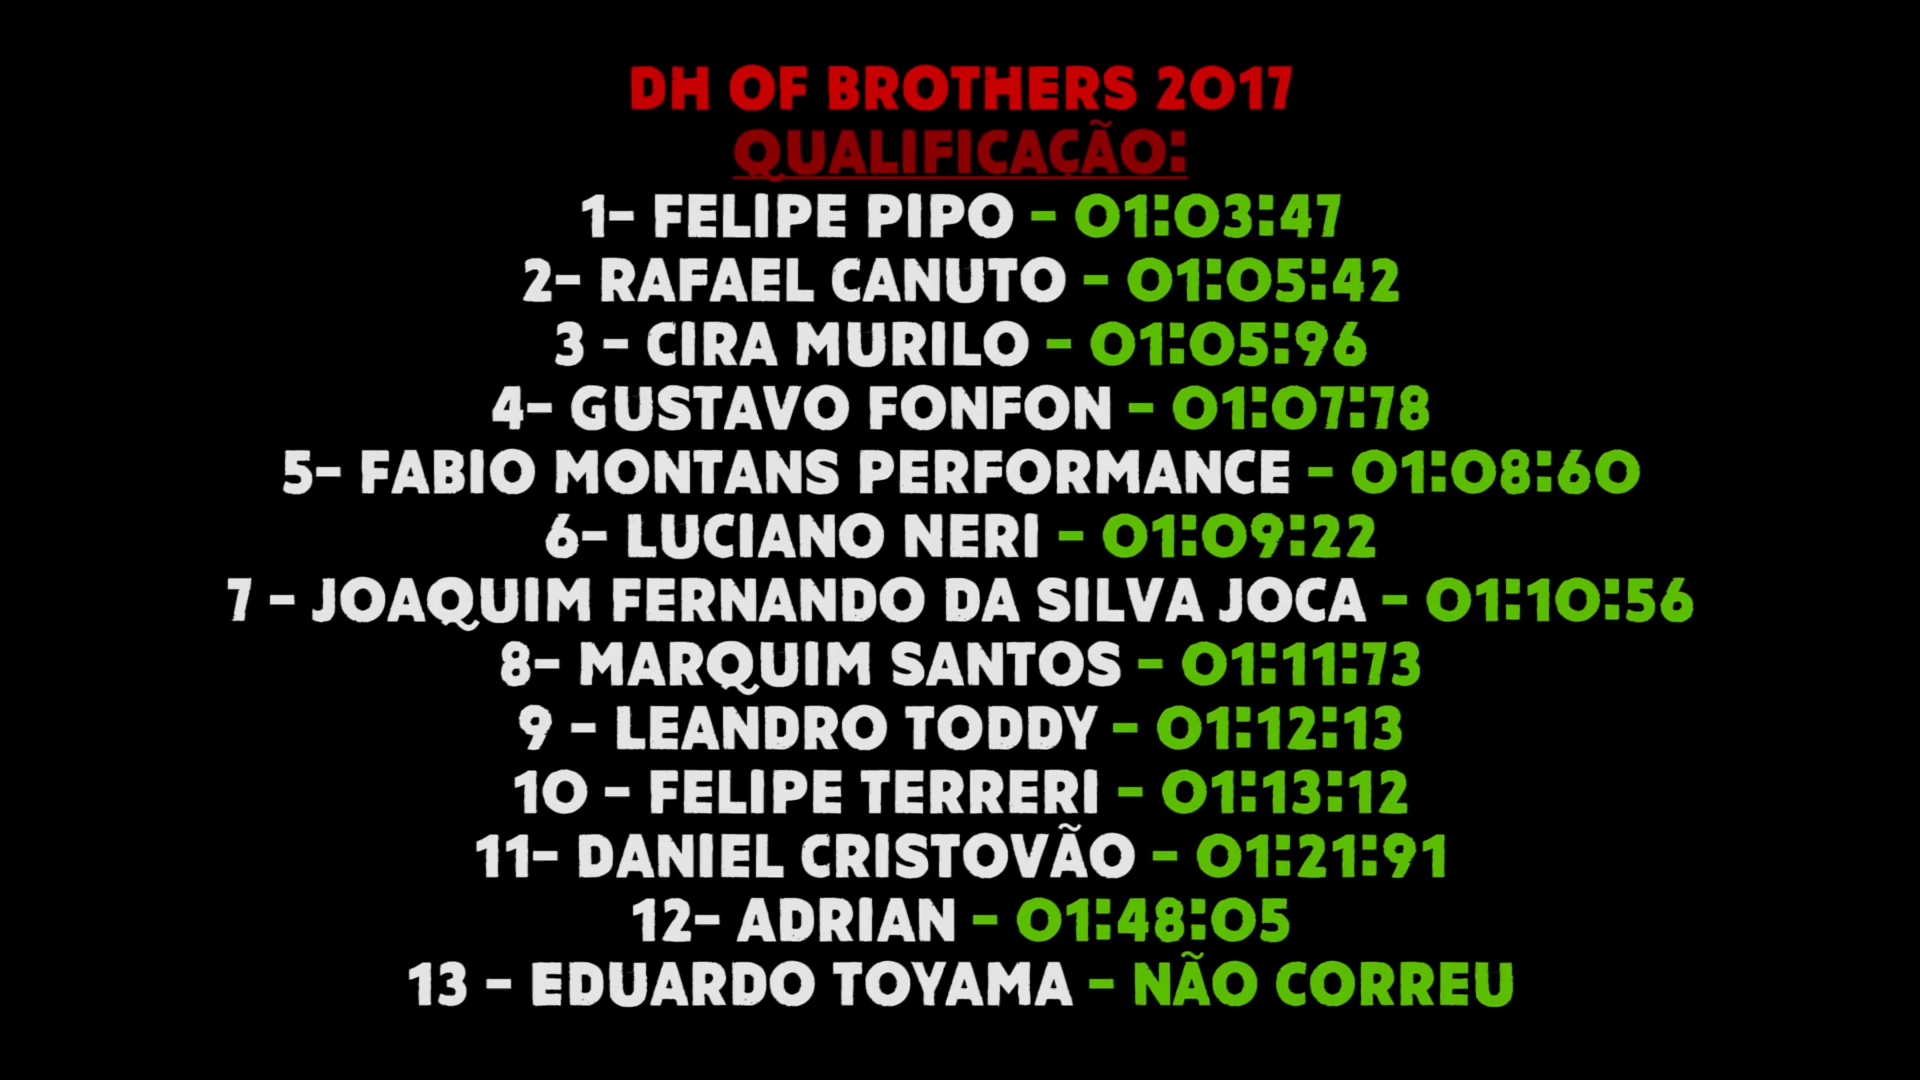 DH OF BROTHERS 2017
QUALIFICAÇÃO:
1- FELIPE PIPO - 01:03:47
2- RAFAEL CANUTO - 01:05:42
3 - CIRA MURILO - 01:05:96
4- GUSTAVO FONFON - 01:07:78
5- FABIO MONTANS PERFORMANCE - 01:08:60
6- LUCIANO NERI - 01:09:22
7 - JOAQUIM FERNANDO DA SILVA JOCA - 01:10:56
8- MARQUIM SANTOS - 01:11:73
9 - LEANDRO TODDY - 01:12:13
10 - FELIPE TERRERI - 01:13:12
11- DANIEL CRISTOVÃO - 01:21:91
12- ADRIAN - 01:48:05
13 - EDUARDO TOYAMA - NÃO CORREU